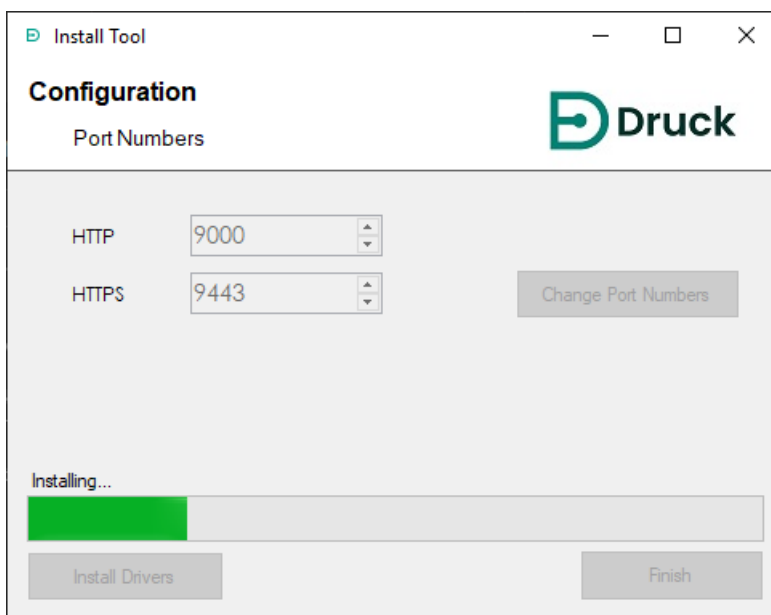 Install Tool
Configuration
Port Numbers
Druck
HTTP 9000
HTTPS 9443
Change Port Numbers
Installing...
Install Drivers
Finish